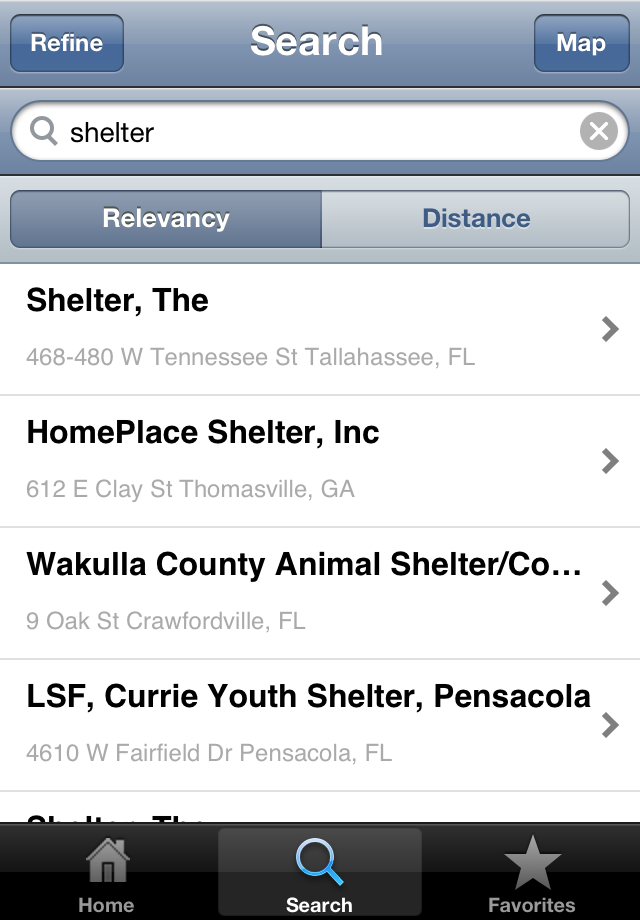 Refine Search Map
shelter
Relevancy Distance
Shelter, The
468-480 W Tennessee St Tallahassee, FL
HomePlace Shelter, Inc
612 E Clay St Thomasville, GA
Wakulla County Animal Shelter/Co...
9 Oak St Crawfordville, FL
LSF, Currie Youth Shelter, Pensacola
4610 W Fairfield Dr Pensacola, FL
Shelter, The
Home Search Favorites